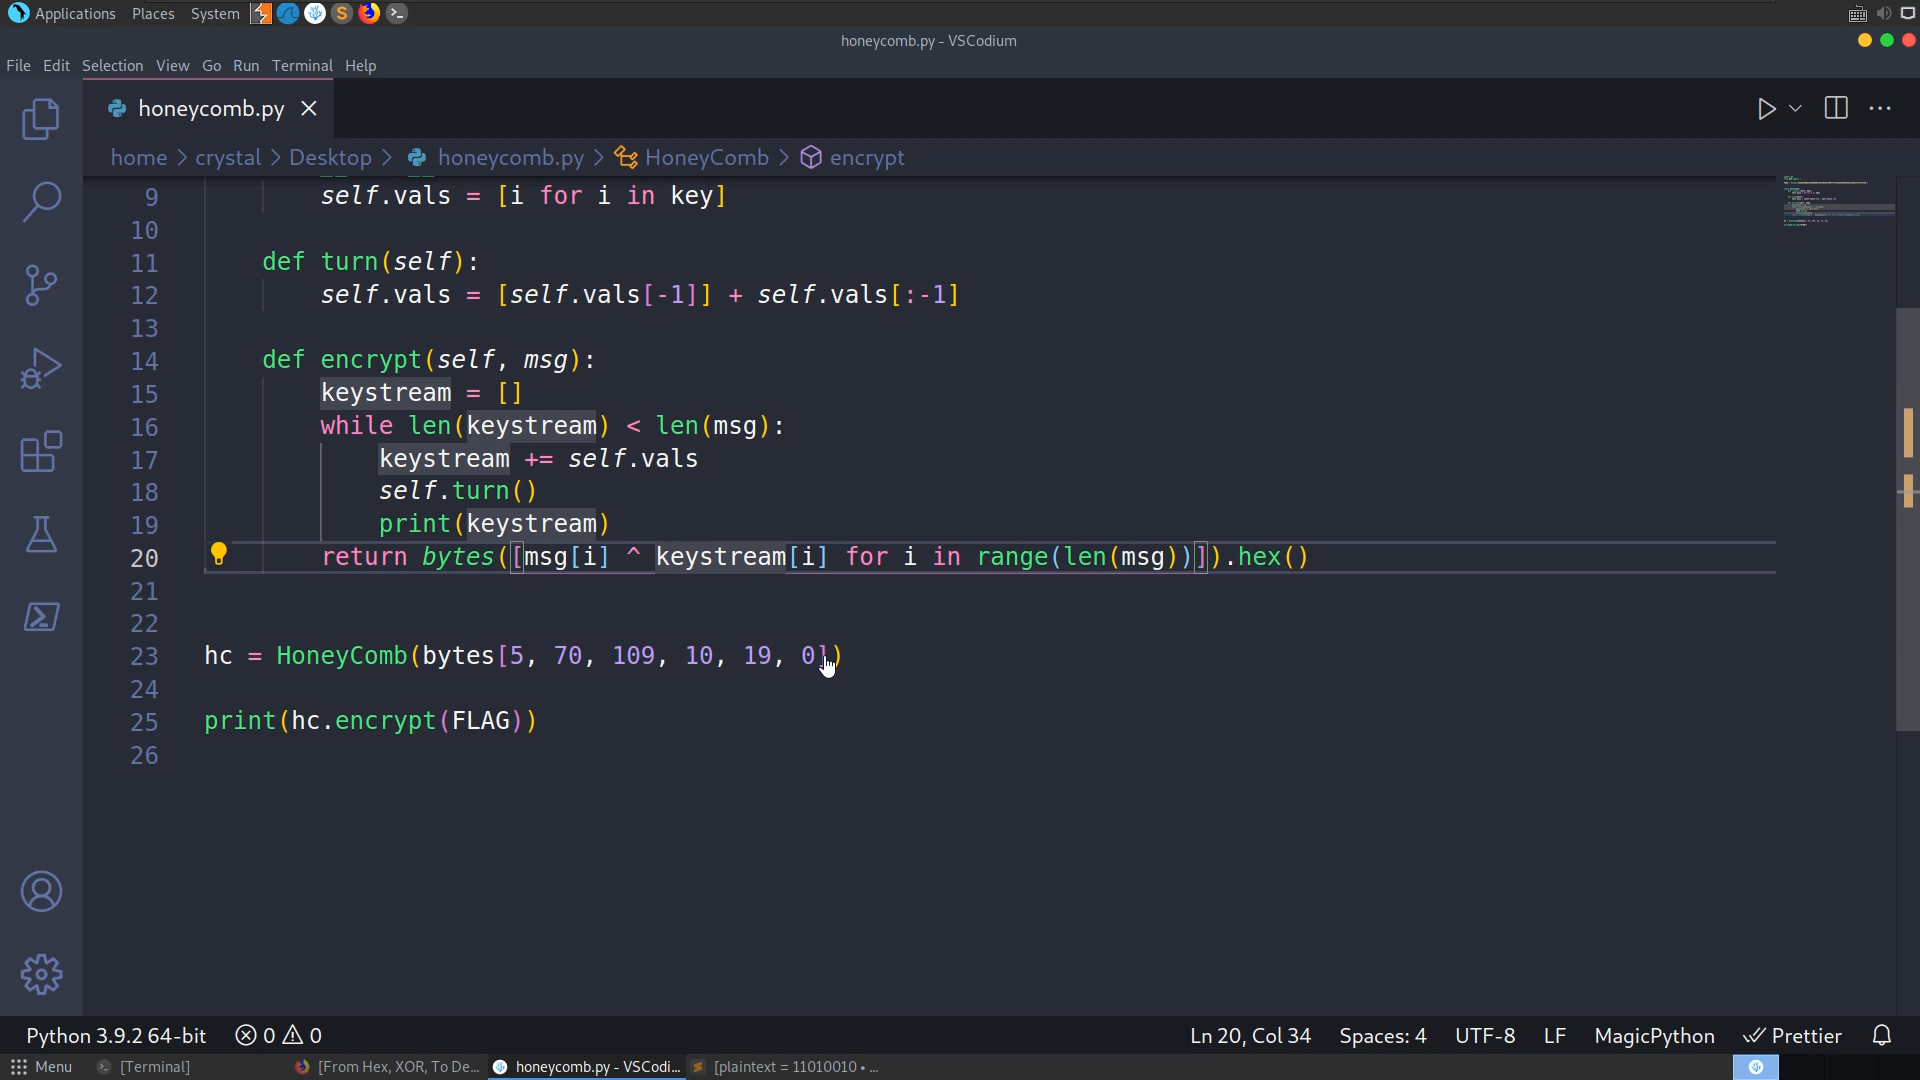 Applications Places System
honeycomb.py - VSCodium
File Edit Selection View Go Run Terminal Help
honeycomb.py
home > crystal > Desktop > honeycomb.py > HoneyComb > encrypt
9 self.vals = [i for i in key]
10
11 def turn(self):
12 self.vals = [self.vals[-1]] + self.vals[:-1]
13
14 def encrypt(self, msg):
15 keystream = []
16 while len(keystream) < len(msg):
17 keystream += self.vals
18 self.turn()
19 print(keystream)
20 return bytes([msg[i] ^ keystream[i] for i in range(len(msg))]).hex()
21
22
23 hc = HoneyComb(bytes[5, 70, 109, 10, 19, 0])
24
25 print(hc.encrypt(FLAG))
26
Python 3.9.2 64-bit 0 0 Ln 20, Col 34 Spaces: 4 UTF-8 LF MagicPython Prettier
Menu [Terminal] [From Hex, XOR, To De... honeycomb.py - VSCodi... [plaintext = 11010010 • ...